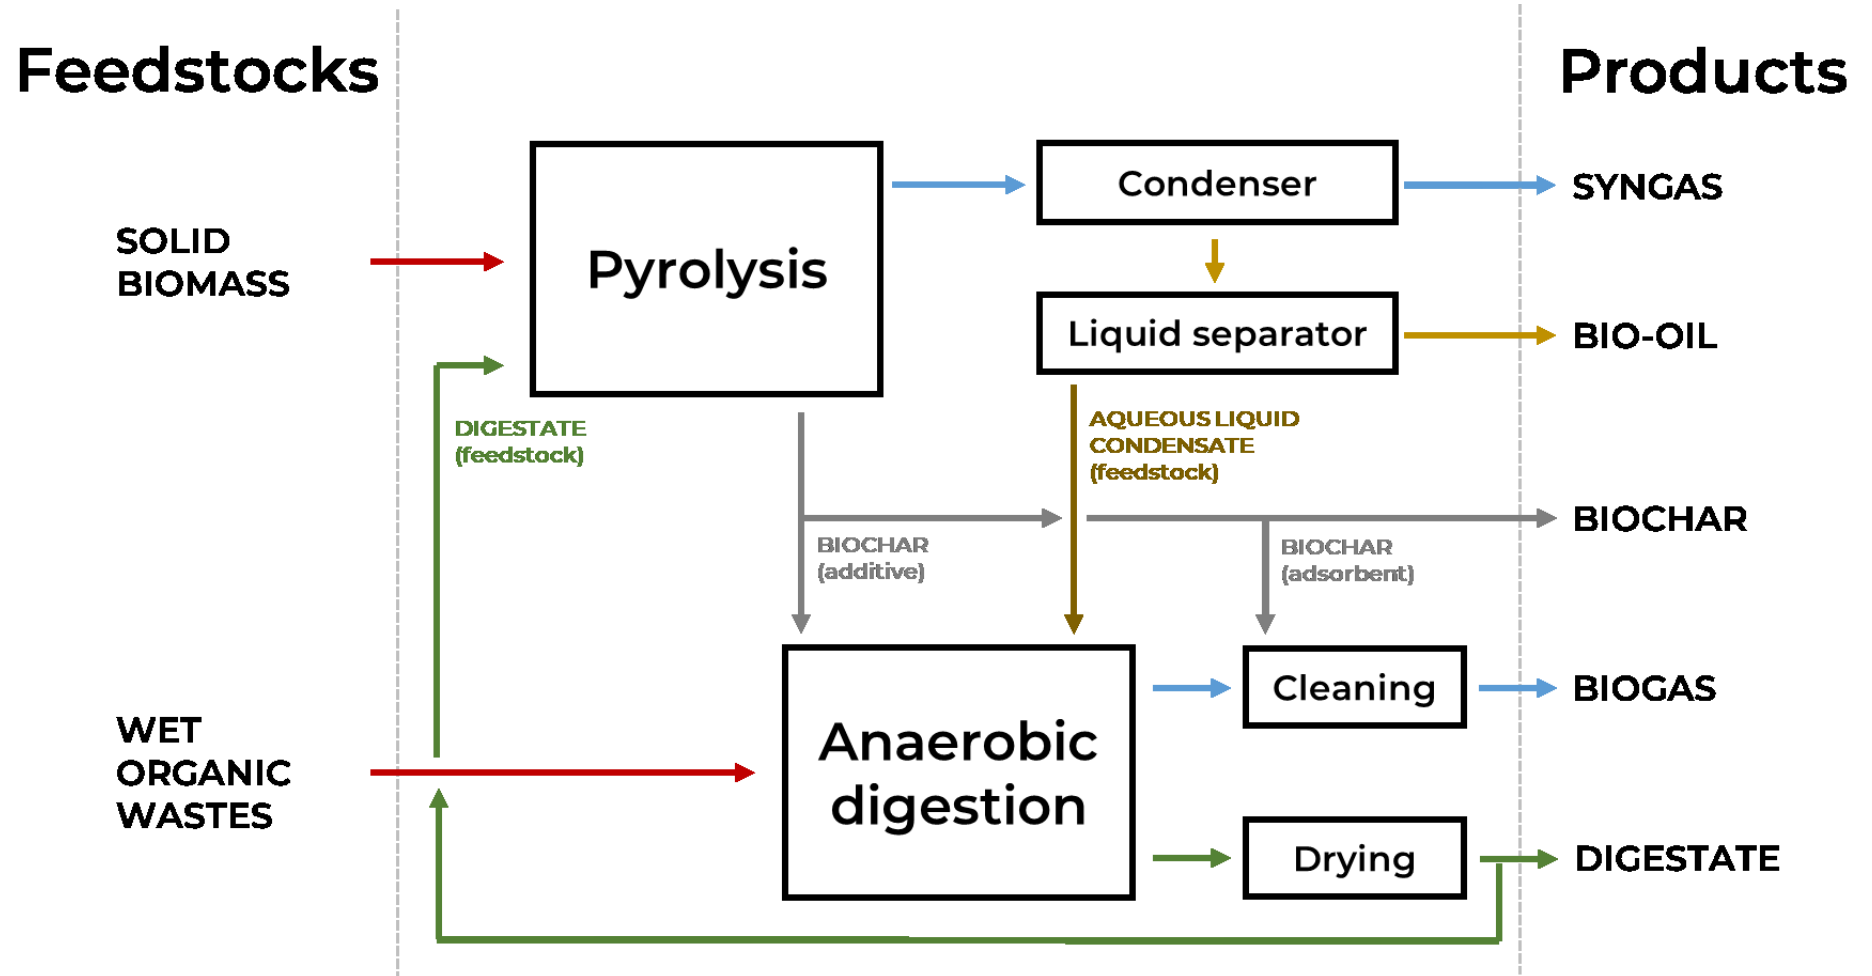 Feedstocks
Products
SOLID
BIOMASS
Pyrolysis
Condenser
SYNGAS
Liquid separator
BIO-OIL
DIGESTATE
(feedstock)
AQUEOUS LIQUID
CONDENSATE
(feedstock)
BIOCHAR
(additive)
BIOCHAR
(adsorbent)
BIOCHAR
WET
ORGANIC
WASTES
Anaerobic
digestion
Cleaning
BIOGAS
Drying
DIGESTATE